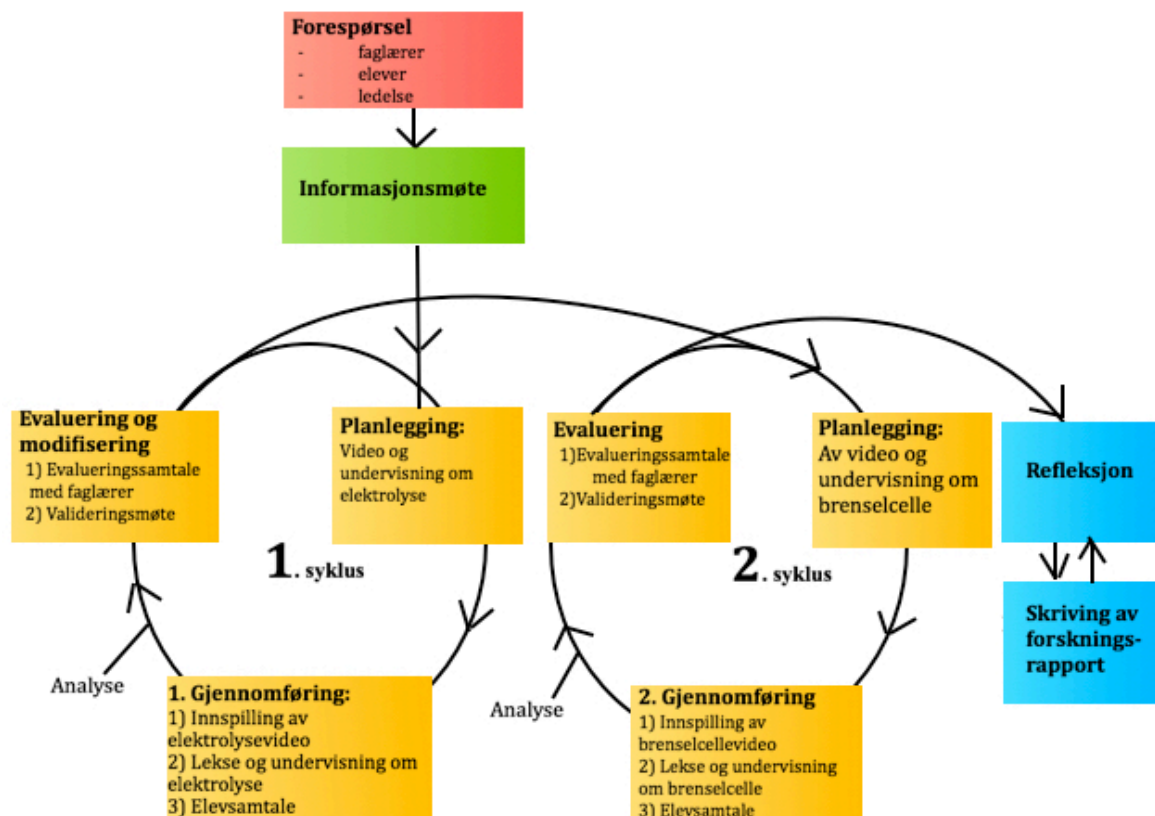 Forespørsel
- faglærer
- elever
- ledelse
Informasjonsmøte
Evaluering og
modifisering
1) Evalueringssamtale
med faglærer
2) Valideringsmøte
Planlegging:
Video og
undervisning om
elektrolyse
1. syklus
Analyse
1. Gjennomføring:
1) Innspilling av
elektrolysevideo
2) Lekse og undervisning om
elektrolyse
3) Elevsamtale
Evaluering
1)Evalueringssamtale
med faglærer
2)Valideringsmøte
Planlegging:
Av video og
undervisning om
brenselcelle
2. syklus
Analyse
2. Gjennomføring
1) Innspilling av
brenselcellevideo
2) Lekse og undervisning
om brenselcelle
3) Elevsamtale
Refleksjon
Skriving av
forsknings-
rapport